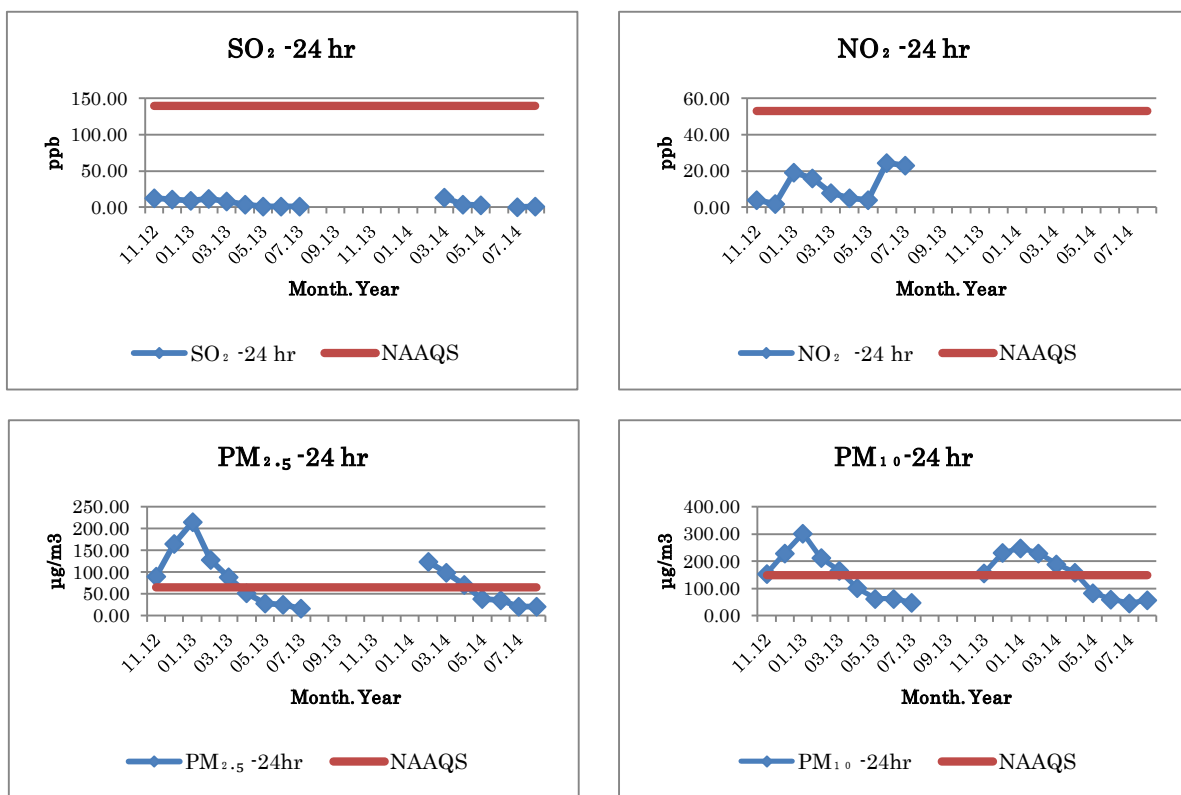 SO₂ -24 hr
150.00
100.00
50.00
0.00
ppb
11.12 01.13 03.13 05.13 07.13 09.13 11.13 01.14 03.14 05.14 07.14
Month. Year
SO₂ -24 hr NAAQS
NO₂ -24 hr
60.00
40.00
20.00
0.00
ppb
11.12 01.13 03.13 05.13 07.13 09.13 11.13 01.14 03.14 05.14 07.14
Month. Year
NO₂ -24 hr NAAQS
PM₂.₅ -24 hr
250.00
200.00
150.00
100.00
50.00
0.00
µg/m3
11.12 01.13 03.13 05.13 07.13 09.13 11.13 01.14 03.14 05.14 07.14
Month. Year
PM₂.₅ -24hr NAAQS
PM₁₀ -24 hr
400.00
300.00
200.00
100.00
0.00
µg/m3
11.12 01.13 03.13 05.13 07.13 09.13 11.13 01.14 03.14 05.14 07.14
Month. Year
PM₁₀ -24hr NAAQS